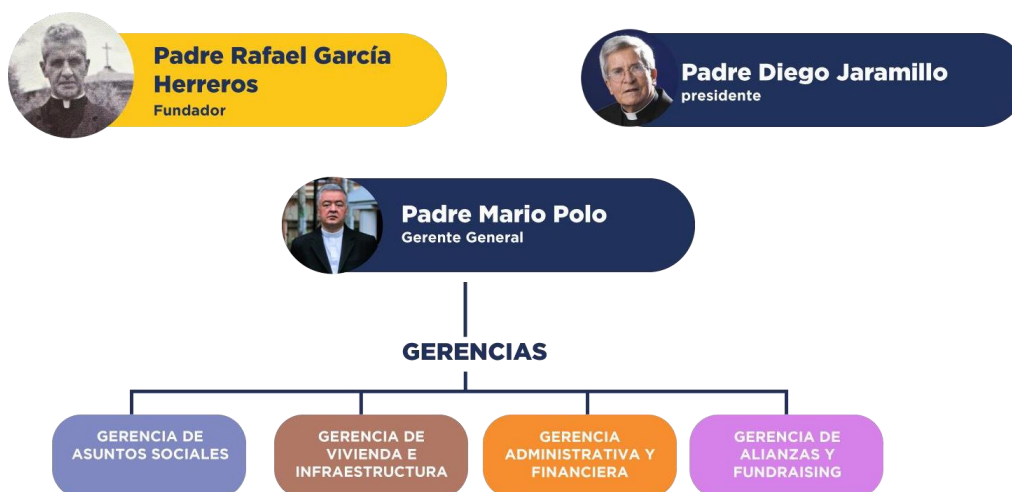 Padre Rafael García
Herreros
Fundador
Padre Diego Jaramillo
presidente
Padre Mario Polo
Gerente General
GERENCIAS
GERENCIA DE
ASUNTOS SOCIALES
GERENCIA DE
VIVIENDA E
INFRAESTRUCTURA
GERENCIA
ADMINISTRATIVA Y
FINANCIERA
GERENCIA DE
ALIANZAS Y
FUNDRAISING